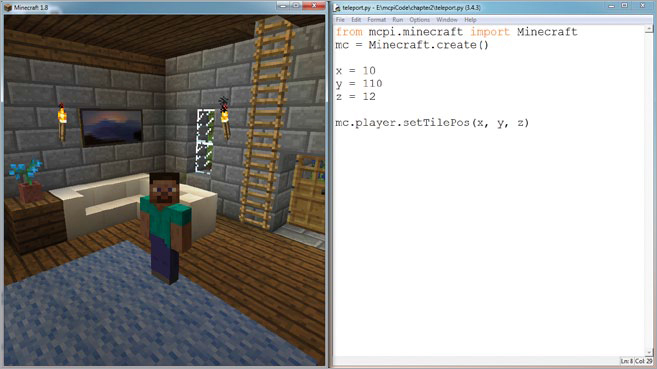 Minecraft 1.8
teleport.py - E:\mcpiCode\chapter2\teleport.py (3.4.3)
File Edit Format Run Options Windows Help
from mcpi.minecraft import Minecraft
mc = Minecraft.create()
x = 10
y = 110
z = 12
mc.player.setTilePos(x, y, z)
Ln: 8 Col: 29